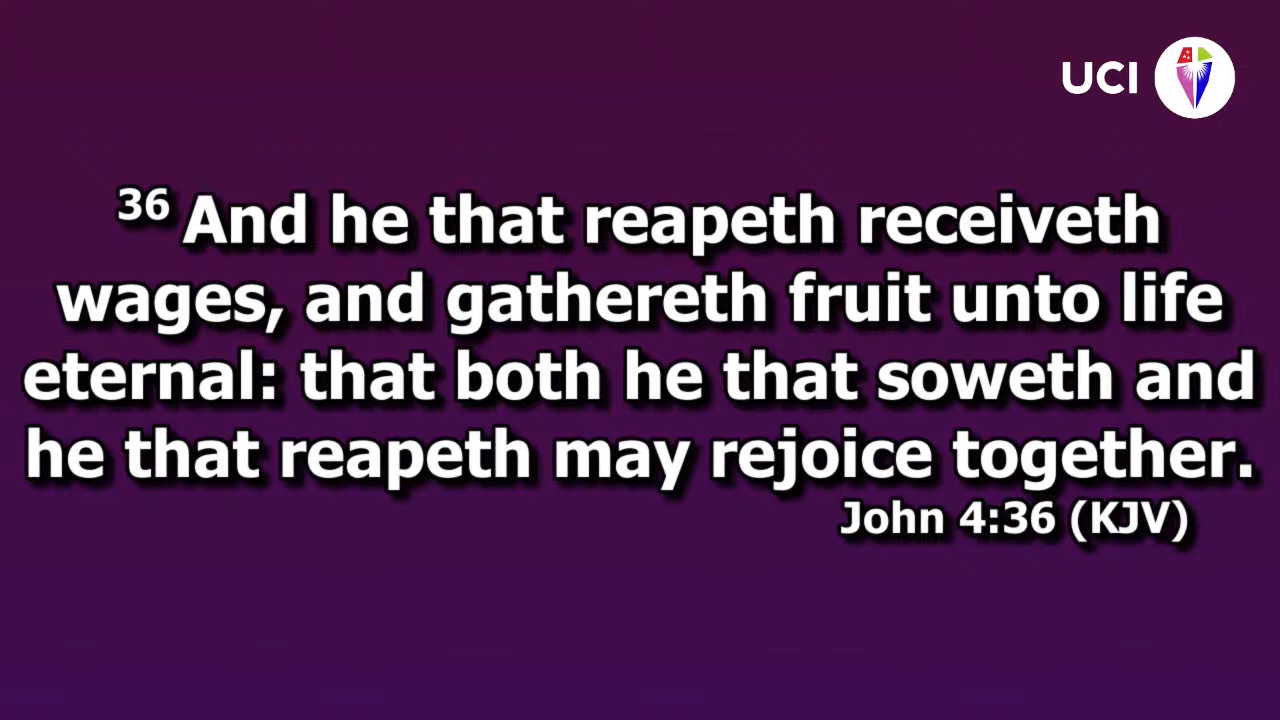 UCI
36 And he that reapeth receiveth
wages, and gathereth fruit unto life
eternal: that both he that soweth and
he that reapeth may rejoice together.
John 4:36 (KJV)